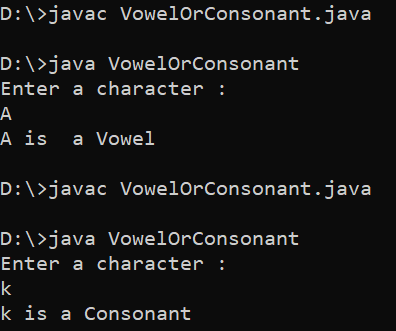 D:\>javac VowelOrConsonant.java
D:\>java VowelOrConsonant
Enter a character :
A
A is  a Vowel
D:\>javac VowelOrConsonant.java
D:\>java VowelOrConsonant
Enter a character :
k
k is a Consonant